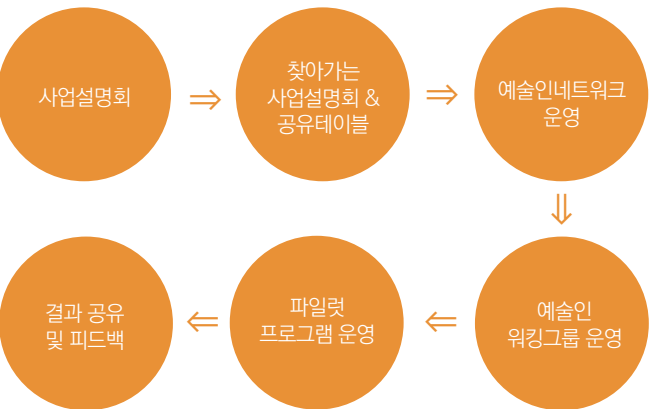 사업설명회
⇒
찾아가는
사업설명회 &
공유테이블
⇒
예술인네트워크
운영
⇓
예술인
워킹그룹 운영
⇐
파일럿
프로그램 운영
⇐
결과 공유
및 피드백